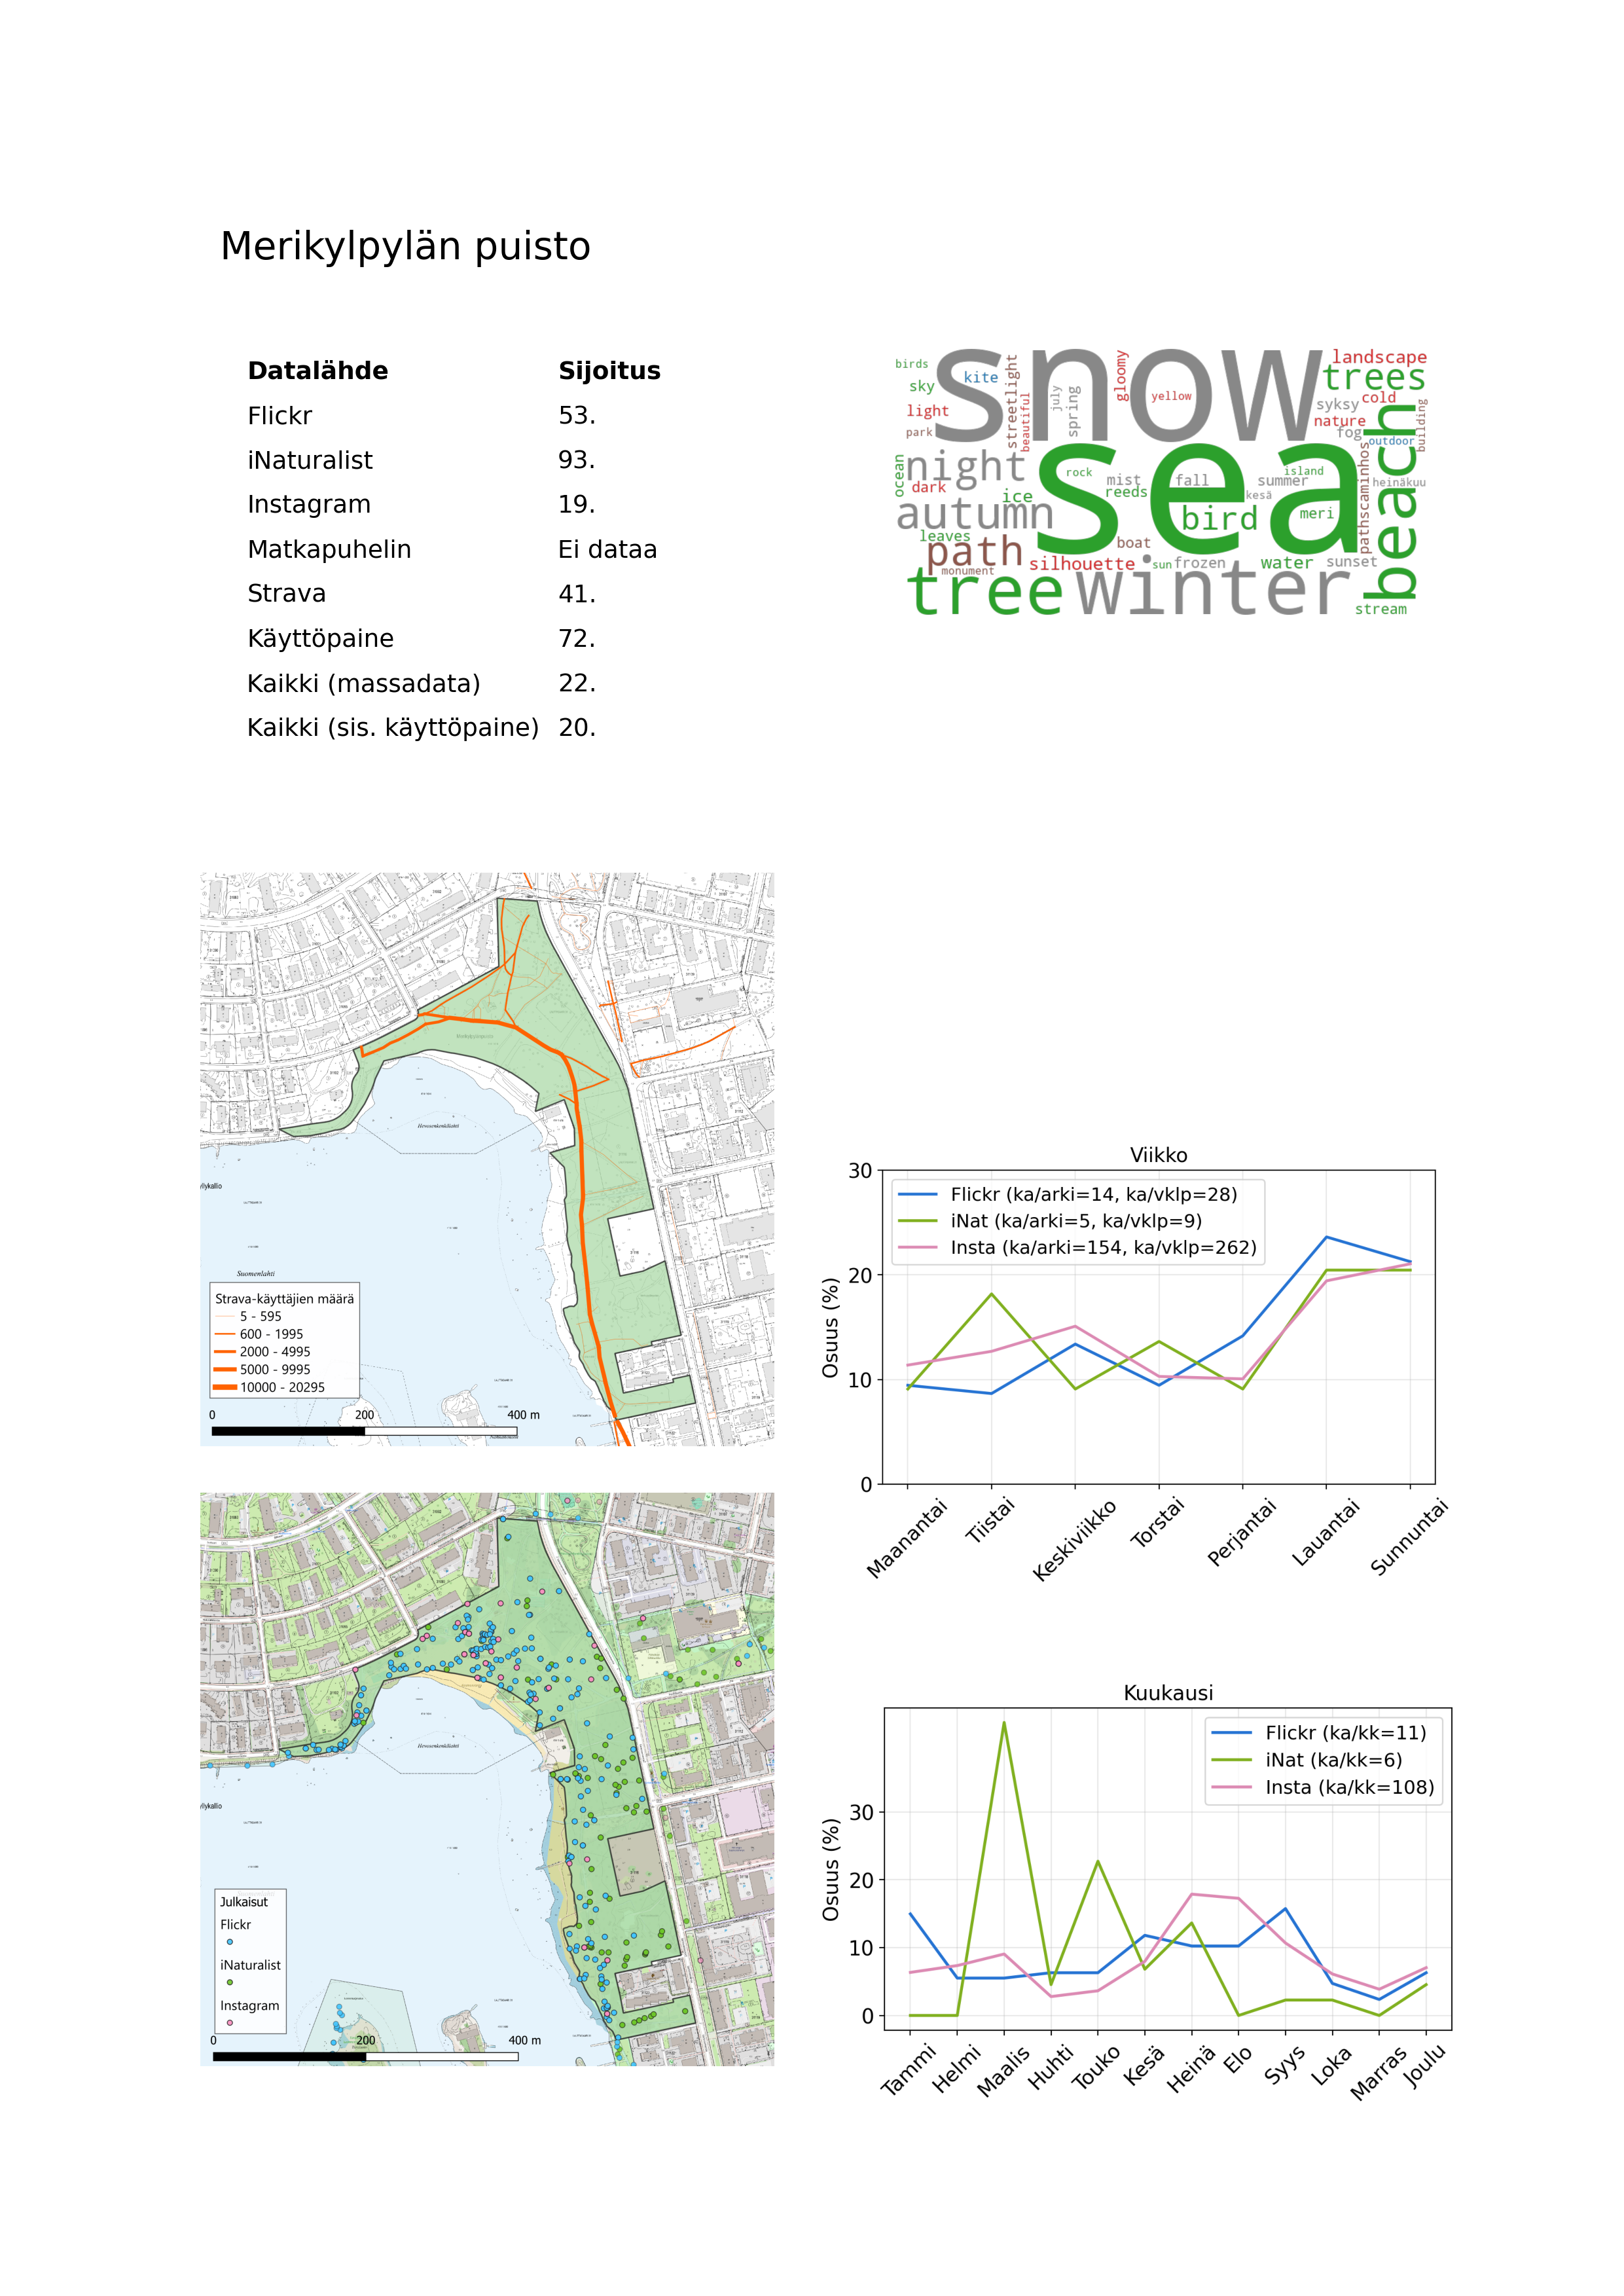 Merikylpylän puisto
Datalähde Sijoitus
Flickr 53.
iNaturalist 93.
Instagram 19.
Matkapuhelin Ei dataa
Strava 41.
Käyttöpaine 72.
Kaikki (massadata) 22.
Kaikki (sis. käyttöpaine) 20.
birds
sky
kite
light
park
snow
streetlight
beautiful
july
spring
gloomy
yellow
landscape
trees
syksy
cold
nature
fog
outdoor
building
beach
ocean
night
dark
ice
autumn
leaves
path
monument
tree
sea
rock
mist
reeds
fall
bird
summer
kesä
island
meri
pathscaminhos
heinäkuu
boat
silhouette
sun
frozen
water
sunset
winter
stream
Hevosenkenkälahti
Suomenlahti
Strava-käyttäjien määrä
5 - 595
600 - 1995
2000 - 4995
5000 - 9995
10000 - 20295
0 200 400 m
Viikko
Osuus (%)
30
20
10
0
Flickr (ka/arki=14, ka/vklp=28)
iNat (ka/arki=5, ka/vklp=9)
Insta (ka/arki=154, ka/vklp=262)
Maanantai Tiistai Keskiviikko Torstai Perjantai Lauantai Sunnuntai
Hevosenkenkälahti
Julkaisut
Flickr
iNaturalist
Instagram
0 200 400 m
Kuukausi
Osuus (%)
30
20
10
0
Flickr (ka/kk=11)
iNat (ka/kk=6)
Insta (ka/kk=108)
Tammi Helmi Maalis Huhti Touko Kesä Heinä Elo Syys Loka Marras Joulu